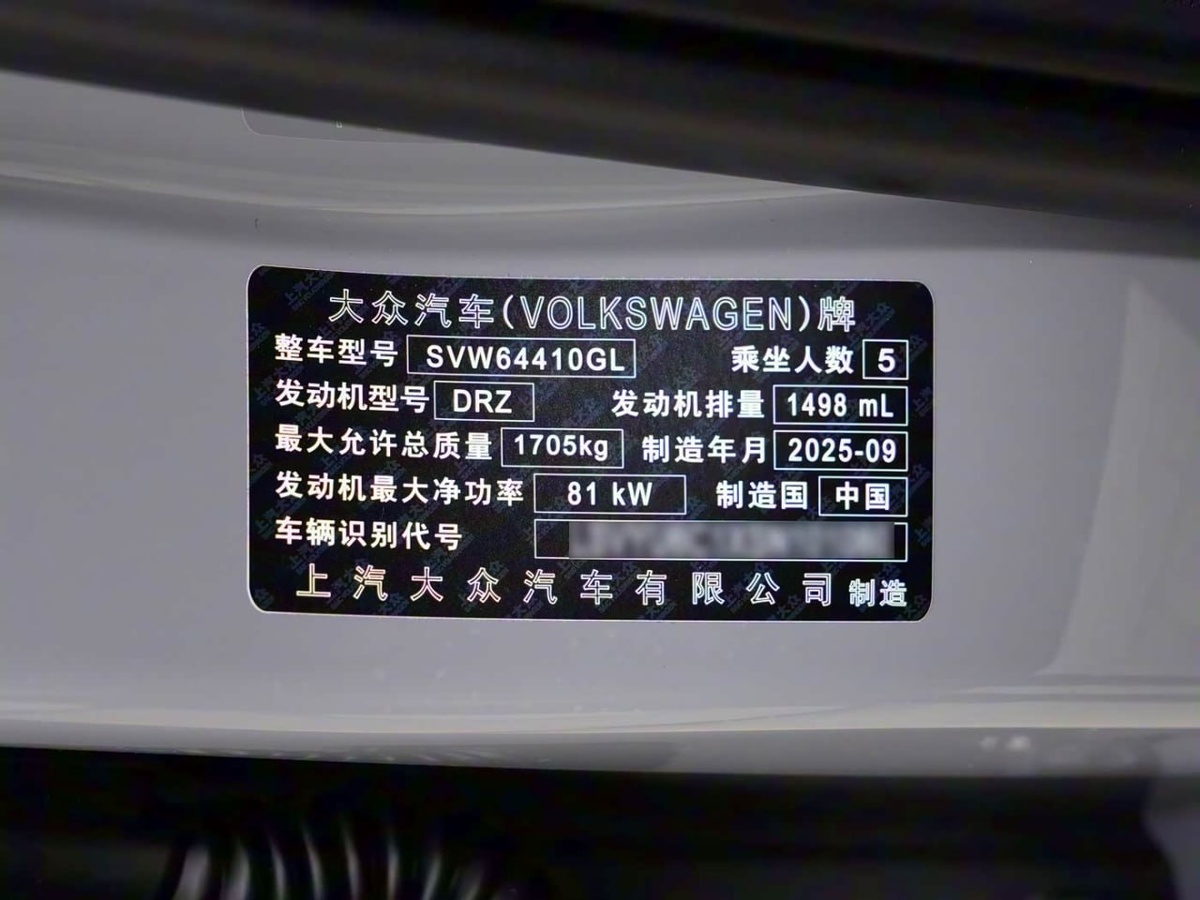 大众汽车(VOLKSWAGEN)牌
整车型号 SVW64410GL 乘坐人数 5
发动机型号 DRZ 发动机排量 1498 mL
最大允许总质量 1705kg 制造年月 2025-09
发动机最大净功率 81 kW 制造国 中国
车辆识别代号
上汽大众汽车有限公司 制造